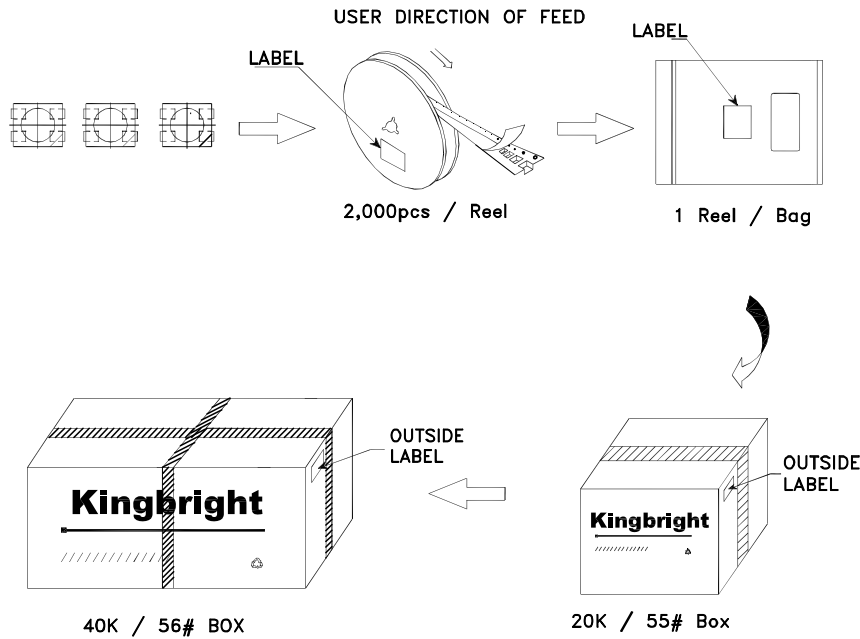 USER DIRECTION OF FEED
LABEL
LABEL
2,000pcs / Reel
1 Reel / Bag
OUTSIDE
LABEL
OUTSIDE
LABEL
Kingbright
Kingbright
40K / 56# BOX
20K / 55# Box